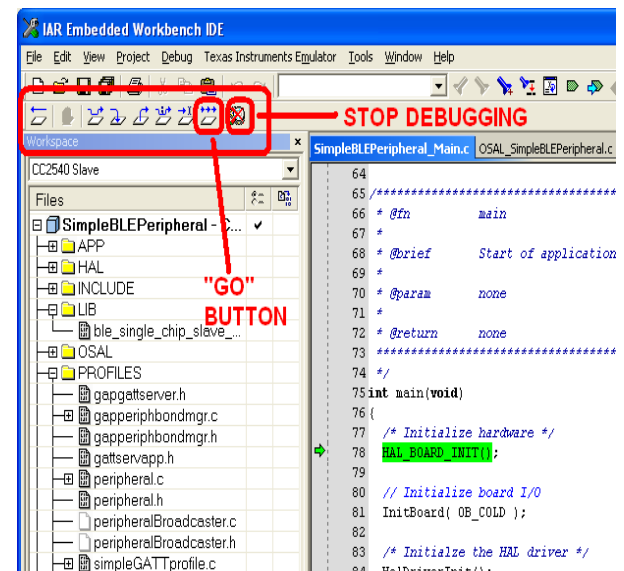 IAR Embedded Workbench IDE
File Edit View Project Debug Texas Instruments Emulator Tools Window Help
STOP DEBUGGING
Workspace
SimpleBLEPeripheral_Main.c OSAL_SimpleBLEPeripheral.c
CC2540 Slave
Files
SimpleBLEPeripheral - C...
APP
HAL
INCLUDE
LIB
ble_single_chip_slave_...
OSAL
PROFILES
gapgattserver.h
gapperiphbondmgr.c
gapperiphbondmgr.h
gattservapp.h
peripheral.c
peripheral.h
peripheralBroadcaster.c
peripheralBroadcaster.h
simpleGATTprofile.c
"GO"
BUTTON
64
65 /************************************
66 * @fn main
67 *
68 * @brief Start of application
69 *
70 * @param none
71 *
72 * @return none
73 ************************************
74 */
75 int main(void)
76 {
77 /* Initialize hardware */
78 HAL_BOARD_INIT();
79
80 // Initialize board I/O
81 InitBoard( OB_COLD );
82
83 /* Initialze the HAL driver */
84 HalDriverInit();